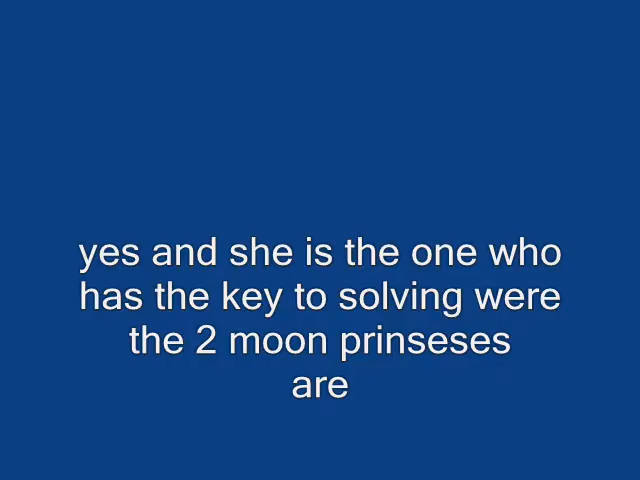 yes and she is the one who
has the key to solving were
the 2 moon prinseses
are